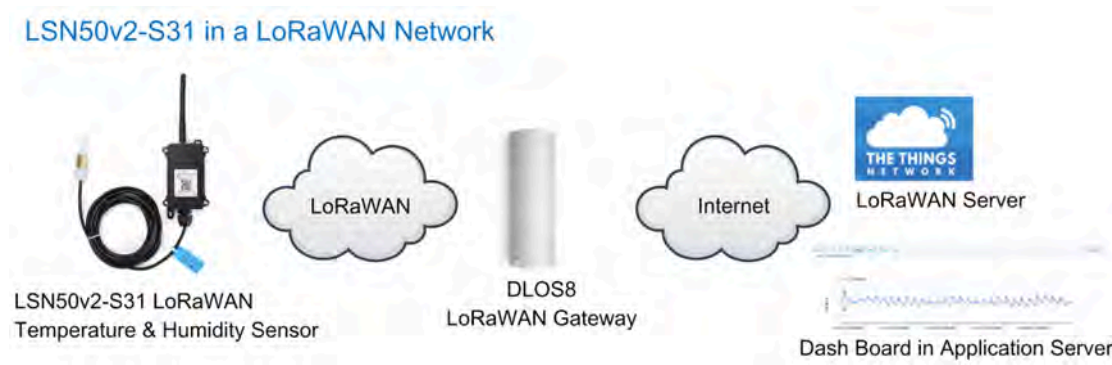 LSN50v2-S31 in a LoRaWAN Network
LoRaWAN
Internet
THE THINGS
NETWORK
LoRaWAN Server
LSN50v2-S31 LoRaWAN
Temperature & Humidity Sensor
DLOS8
LoRaWAN Gateway
Dash Board in Application Server